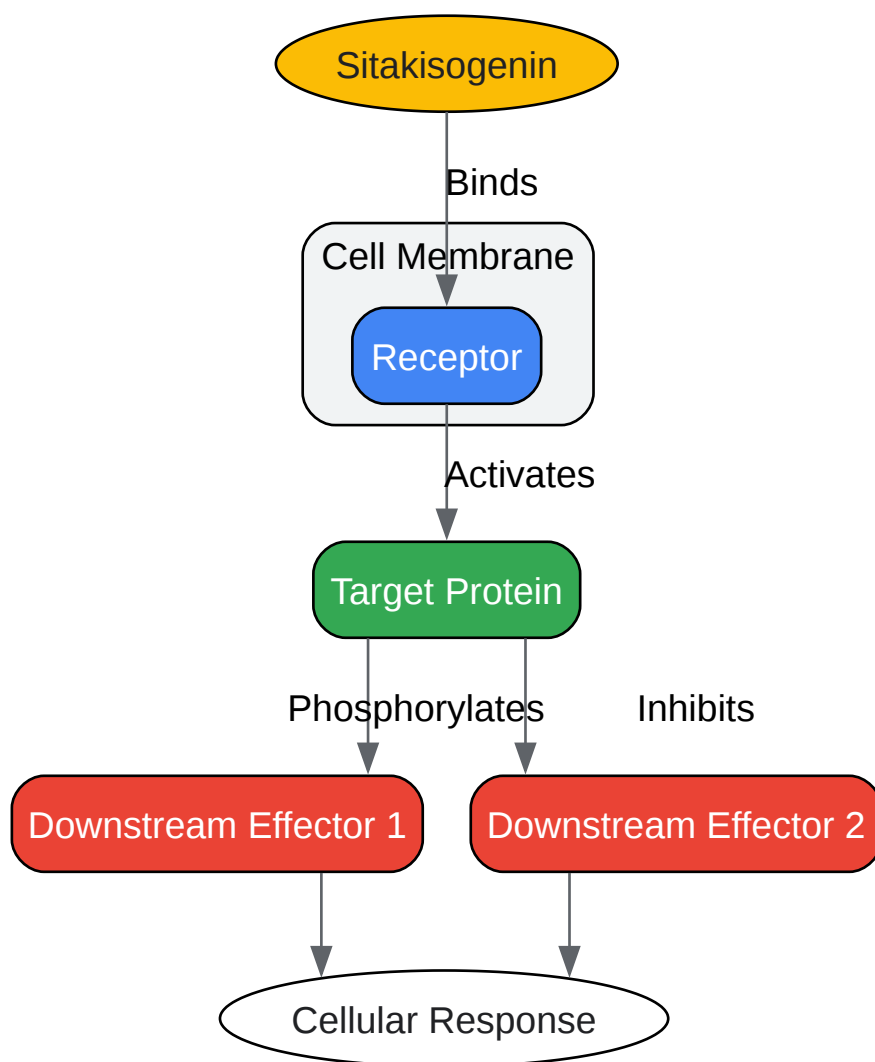 Sitakisogenin
Binds
Cell Membrane
Receptor
Activates
Target Protein
Phosphorylates
Inhibits
Downstream Effector 1
Downstream Effector 2
Cellular Response